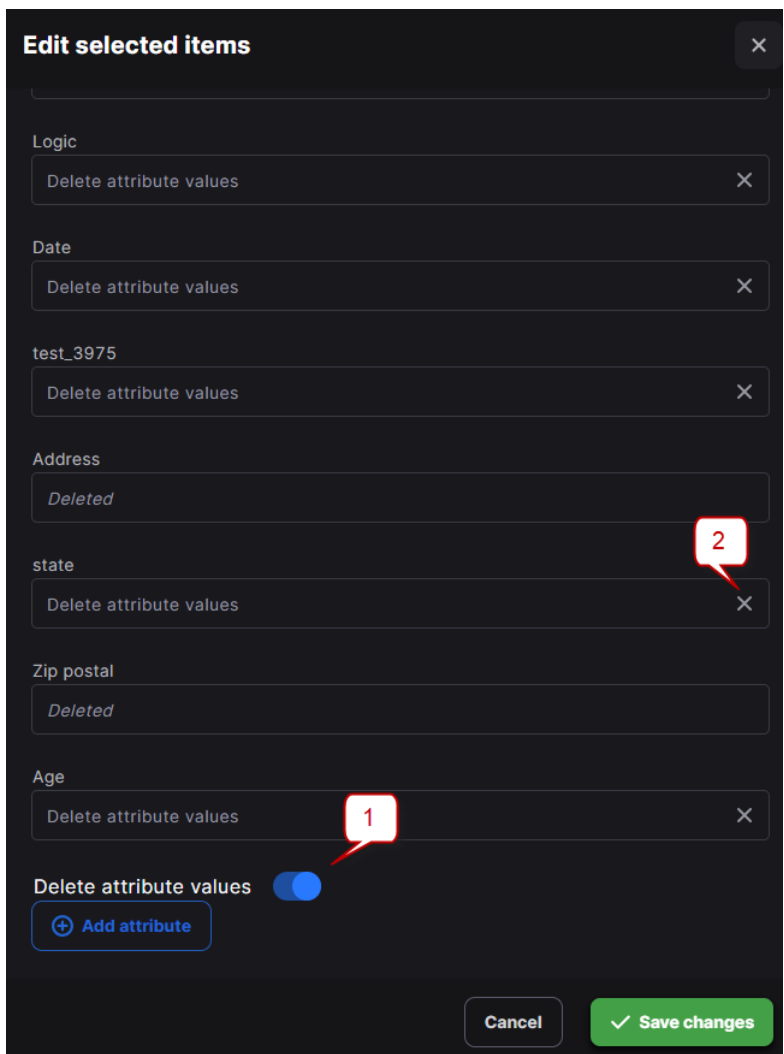 Edit selected items
Logic
Delete attribute values
Date
Delete attribute values
test_3975
Delete attribute values
Address
Deleted
2
state
Delete attribute values
Zip postal
Deleted
Age
Delete attribute values
1
Delete attribute values
Add attribute
Cancel
Save changes